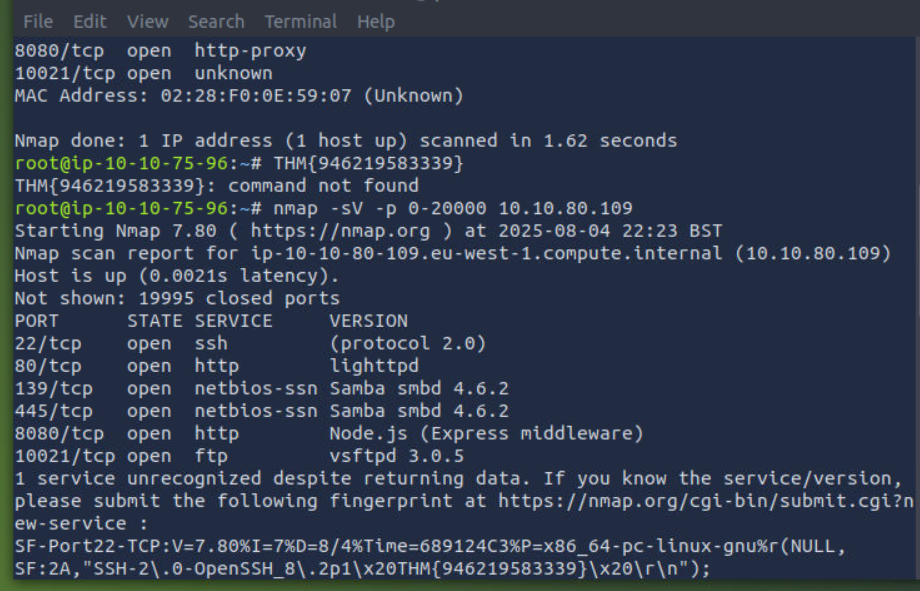 File Edit View Search Terminal Help
8080/tcp open http-proxy
10021/tcp open unknown
MAC Address: 02:28:F0:0E:59:07 (Unknown)
Nmap done: 1 IP address (1 host up) scanned in 1.62 seconds
root@ip-10-10-75-96:~# THM{946219583339}
THM{946219583339}: command not found
root@ip-10-10-75-96:~# nmap -sV -p 0-20000 10.10.80.109
Starting Nmap 7.80 ( https://nmap.org ) at 2025-08-04 22:23 BST
Nmap scan report for ip-10-10-80-109.eu-west-1.compute.internal (10.10.80.109)
Host is up (0.0021s latency).
Not shown: 19995 closed ports
PORT STATE SERVICE VERSION
22/tcp open ssh (protocol 2.0)
80/tcp open http lighttpd
139/tcp open netbios-ssn Samba smbd 4.6.2
445/tcp open netbios-ssn Samba smbd 4.6.2
8080/tcp open http Node.js (Express middleware)
10021/tcp open ftp vsftpd 3.0.5
1 service unrecognized despite returning data. If you know the service/version,
please submit the following fingerprint at https://nmap.org/cgi-bin/submit.cgi?n
ew-service :
SF-Port22-TCP:V=7.80%I=7%D=8/4%Time=689124C3%P=x86_64-pc-linux-gnu%r(NULL,
SF:2A,"SSH-2\.0-OpenSSH_8\.2p1\x20THM{946219583339}\x20\r\n");